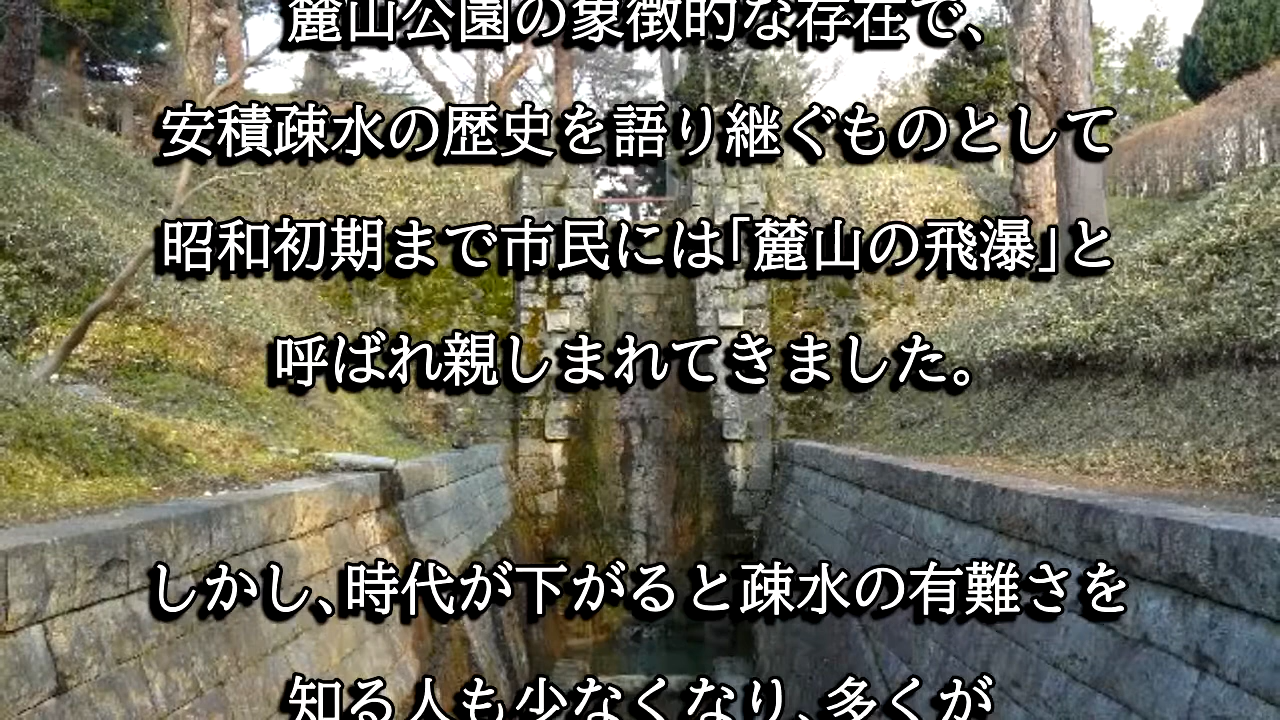 麓山公園の象徴的な存在で、
安積疎水の歴史を語り継ぐものとして
昭和初期まで市民には「麓山の飛瀑」と
呼ばれ親しまれてきました。
しかし、時代が下がると疎水の有難さを
知る人も少なくなり、多くが